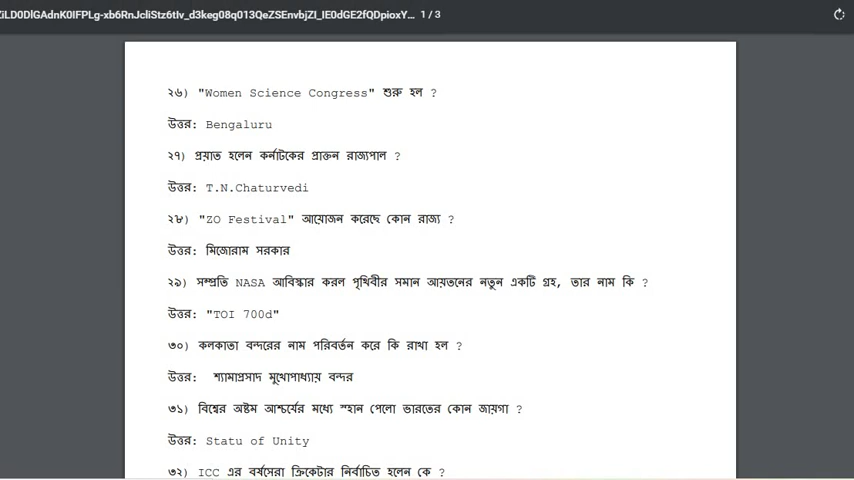 iLD0DlGAdnK0IFPLg-xb6RnJcliStz6tIv_d3keg08q013QeZSEnvbjZI_IE0dGE2fQDpioxY... 1 / 3
২৬) "Women Science Congress" শুরু হল ?
উত্তর: Bengaluru
২৭) প্রয়াত হলেন কর্নাটকের প্রাক্তন রাজ্যপাল ?
উত্তর: T.N.Chaturvedi
২৮) "ZO Festival" আয়োজন করেছে কোন রাজ্য ?
উত্তর: মিজোরাম সরকার
২৯) সম্প্রতি NASA আবিস্কার করল পৃথিবীর সমান আয়তনের নতুন একটি গ্রহ, তার নাম কি ?
উত্তর: "TOI 700d"
৩০) কলকাতা বন্দরের নাম পরিবর্তন করে কি রাখা হল ?
উত্তর: শ্যামাপ্রসাদ মুখোপাধ্যায় বন্দর
৩১) বিশ্বের অষ্টম আশ্চর্যের মধ্যে স্হান পেলো ভারতের কোন জায়গা ?
উত্তর: Statu of Unity
৩২) ICC এর বর্ষসেরা ক্রিকেটার নির্বাচিত হলেন কে ?